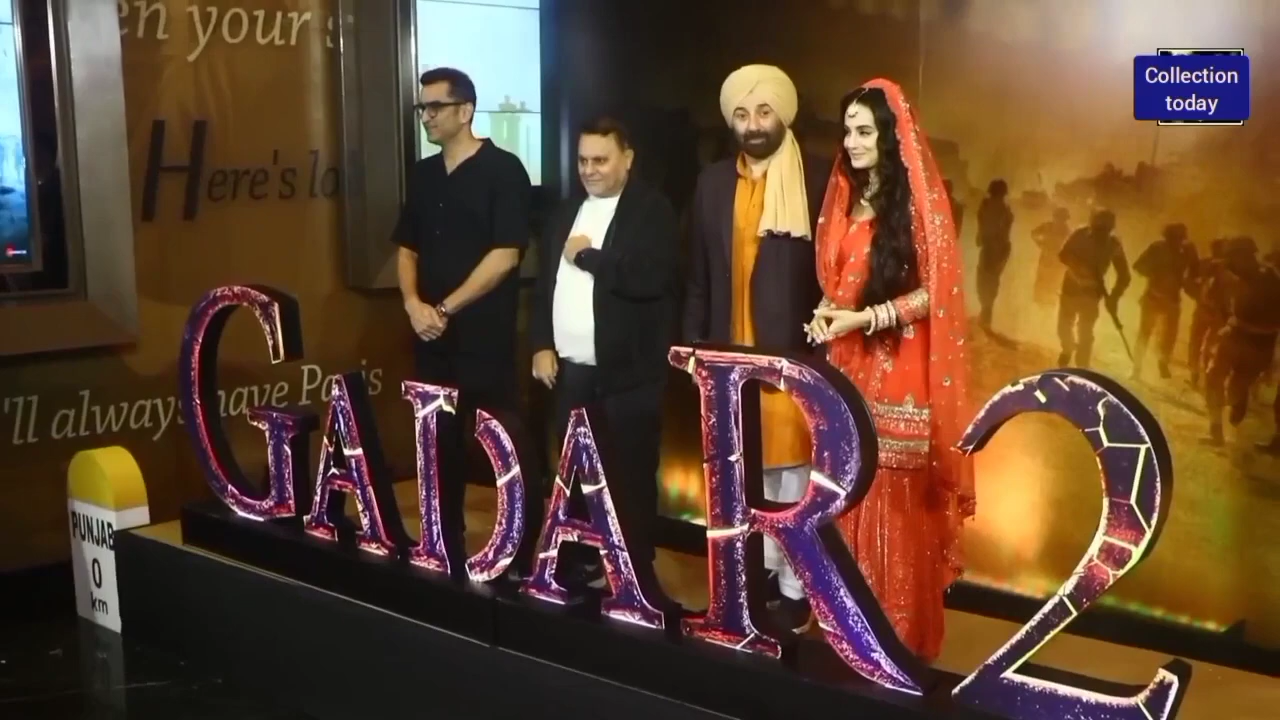 en your s
Collection
today
Here's lo
'll always have Paris
GADAR 2
PUNJAB
0
km